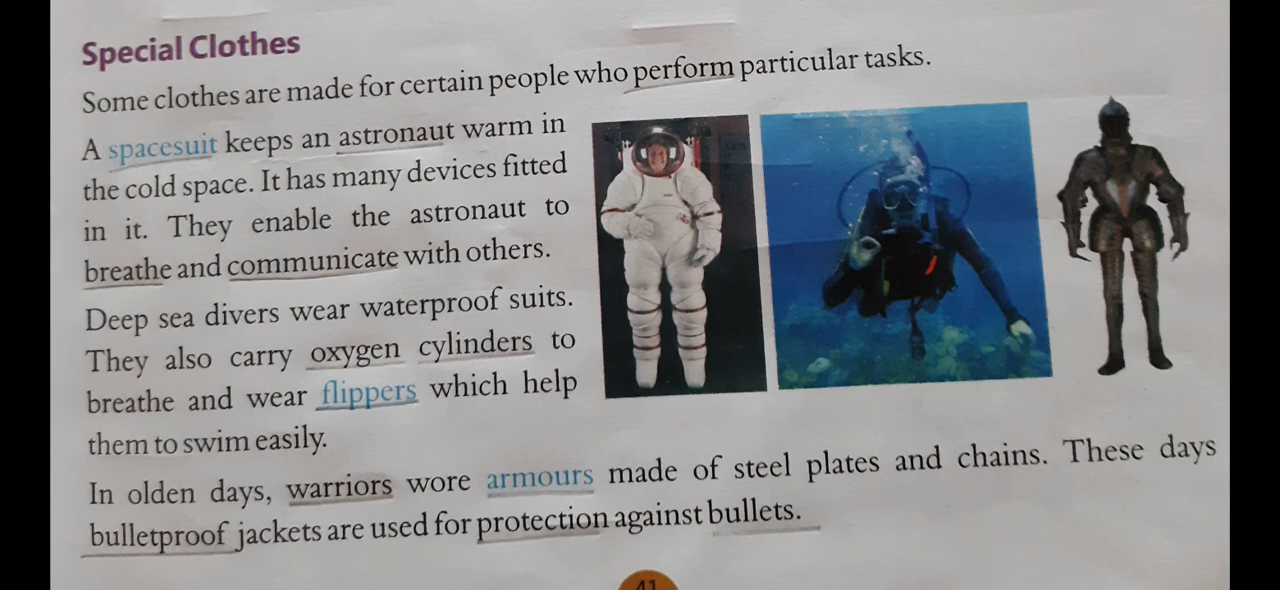 Special Clothes
Some clothes are made for certain people who perform particular tasks.
A spacesuit keeps an astronaut warm in
the cold space. It has many devices fitted
in it. They enable the astronaut to
breathe and communicate with others.
Deep sea divers wear waterproof suits.
They also carry oxygen cylinders to
breathe and wear flippers which help
them to swim easily.
In olden days, warriors wore armours made of steel plates and chains. These days
bulletproof jackets are used for protection against bullets.
41